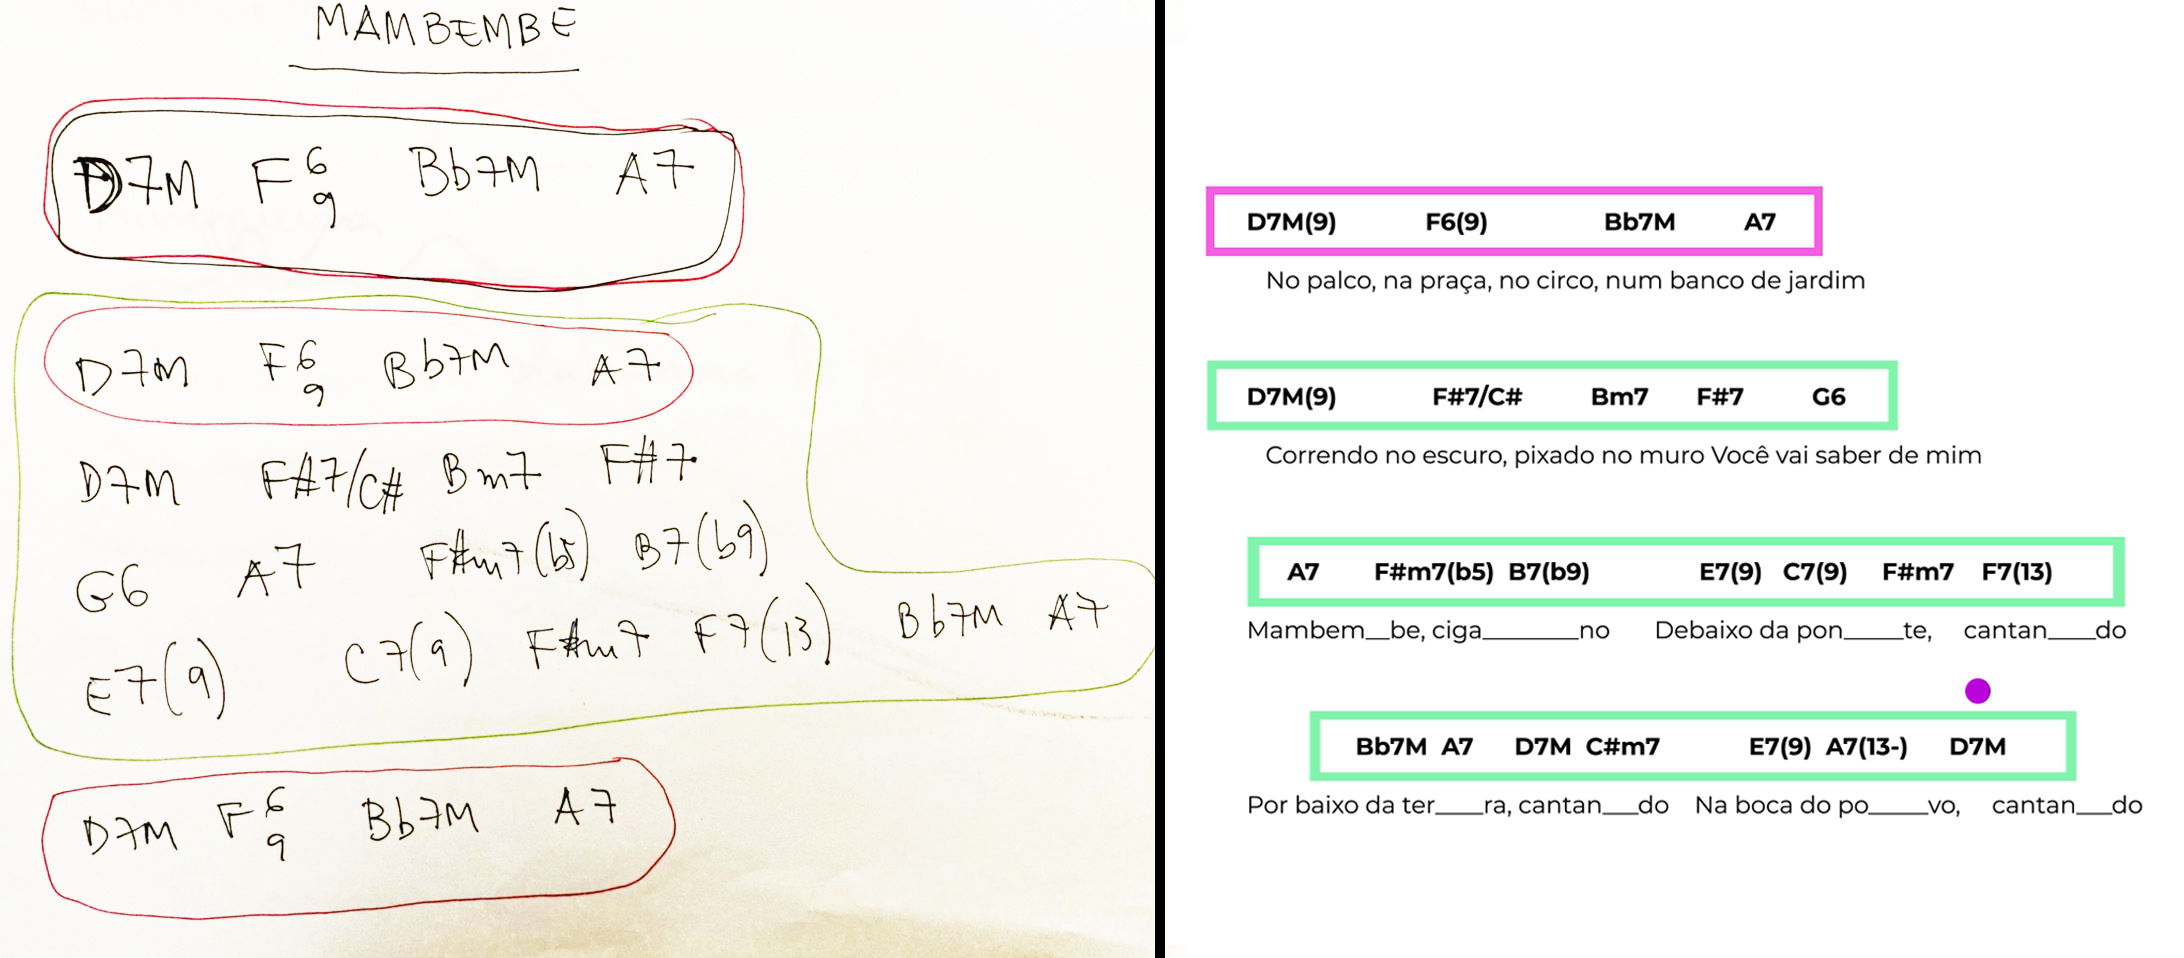 MAMBEMBE
D7M F6/9 Bb7M A7
D7M F6/9 Bb7M A7
D7M F#7/C# Bm7 F#7
G6 A7 F#m7(b5) B7(b9)
E7(9) C7(9) F#m7 F7(13) Bb7M A7
D7M F6/9 Bb7M A7
D7M(9) F6(9) Bb7M A7
No palco, na praça, no circo, num banco de jardim
D7M(9) F#7/C# Bm7 F#7 G6
Correndo no escuro, pixado no muro Você vai saber de mim
A7 F#m7(b5) B7(b9) E7(9) C7(9) F#m7 F7(13)
Mambem__be, ciga________no Debaixo da pon_____te, cantan____do
Bb7M A7 D7M C#m7 E7(9) A7(13-) D7M
Por baixo da ter____ra, cantan___do Na boca do po_____vo, cantan___do